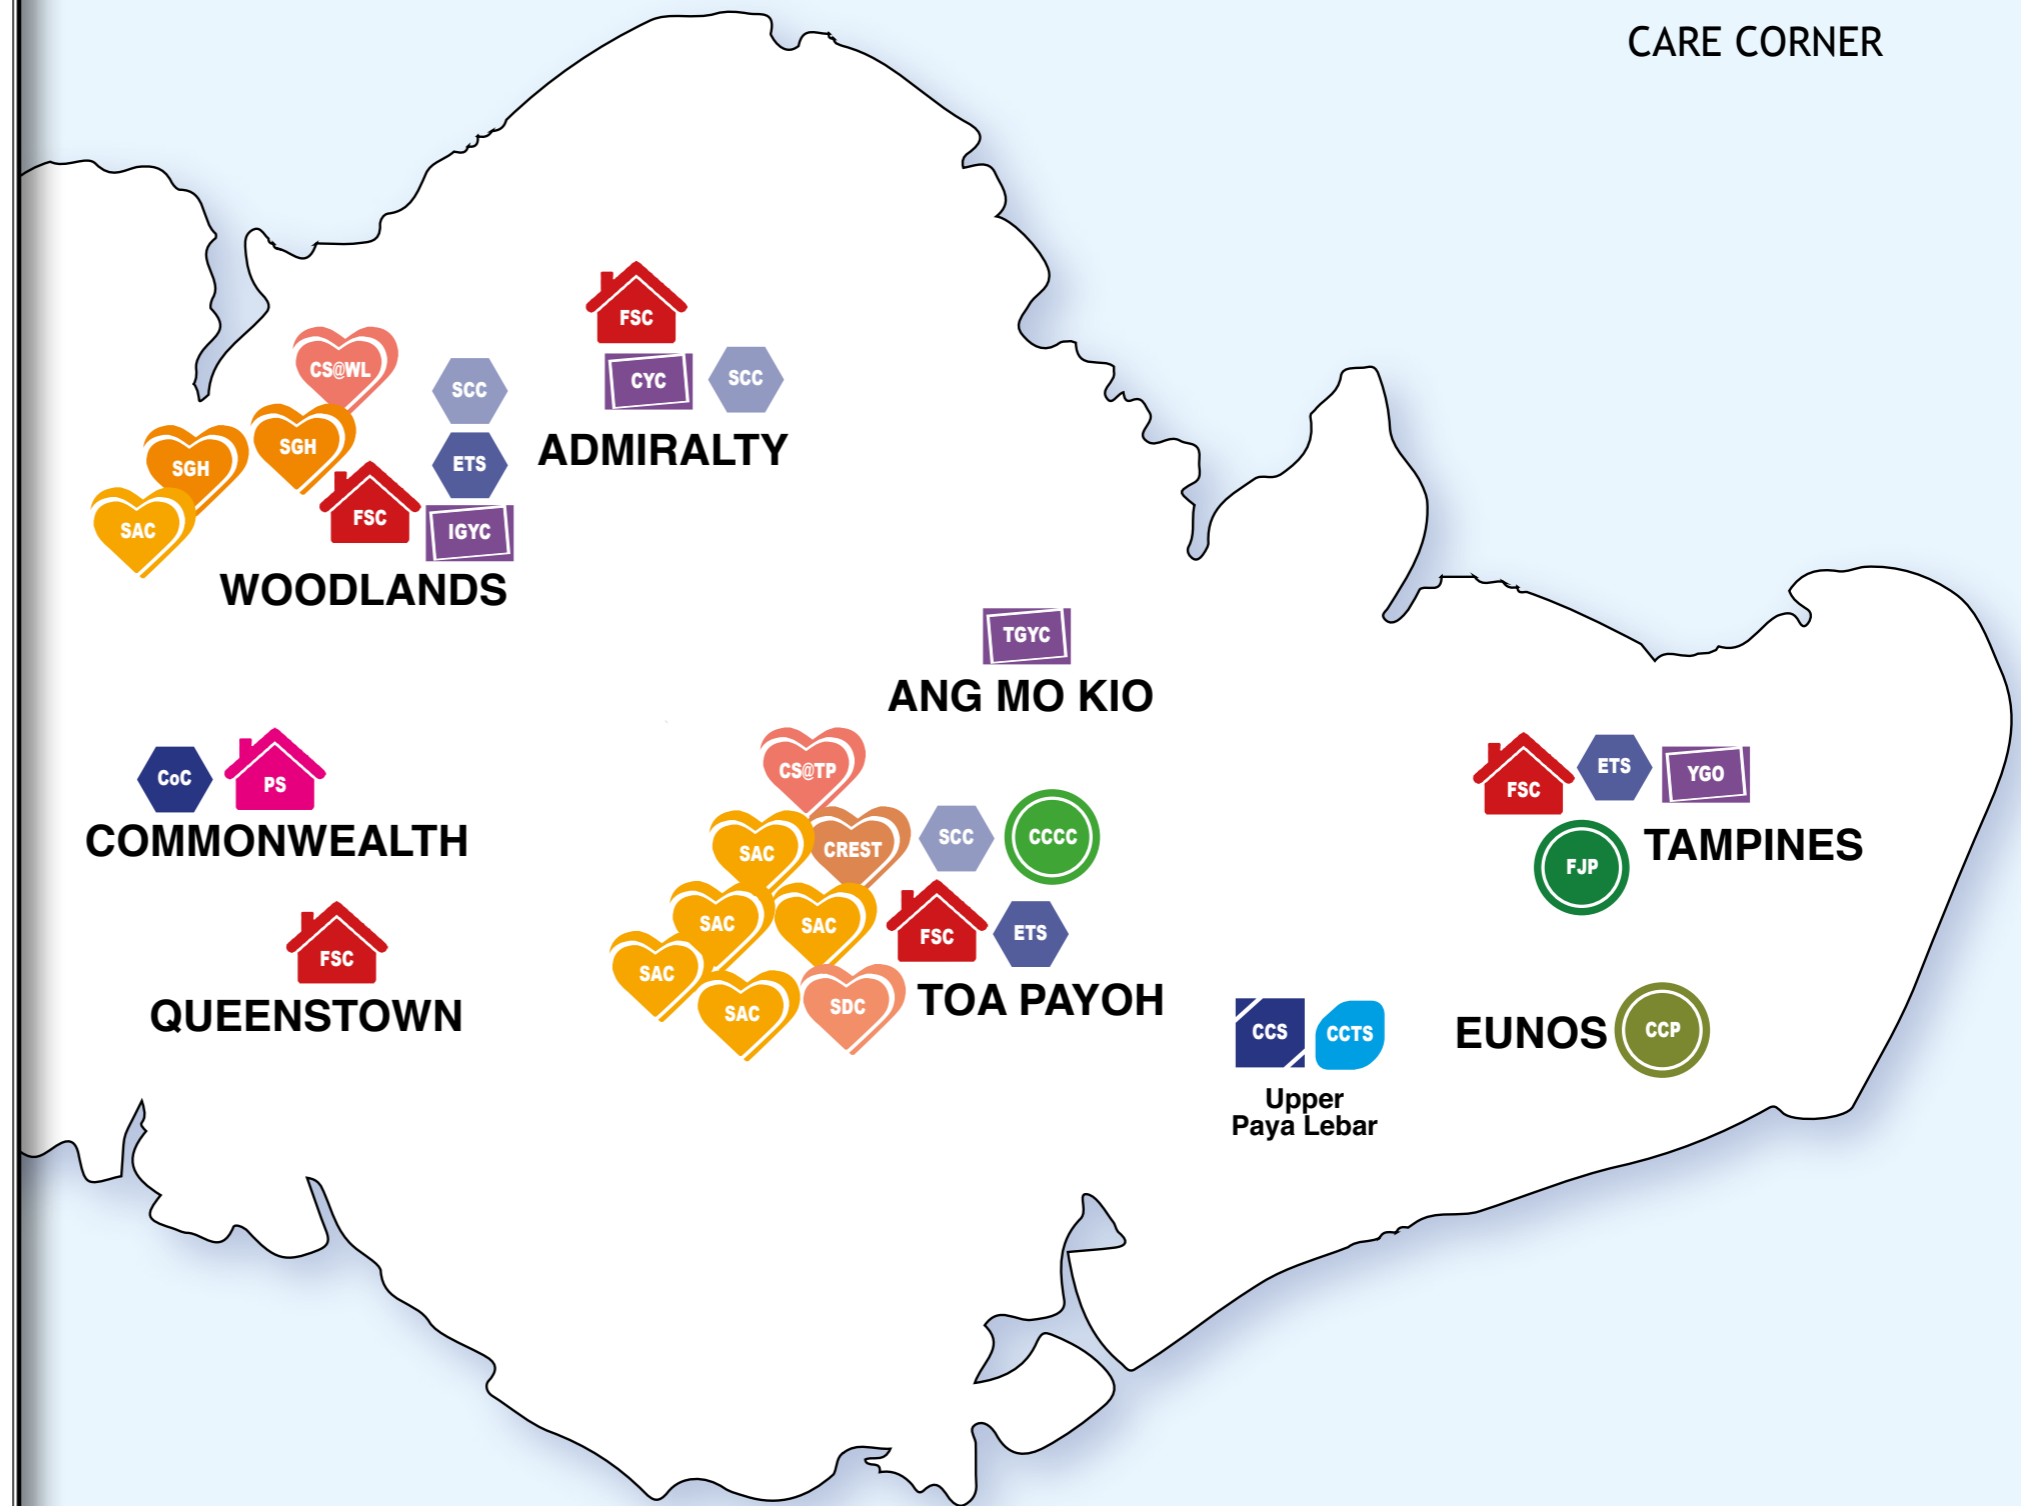 CARE CORNER
FSC
CYC
SCC
ADMIRALTY
CS@WL
SCC
SGH
SGH
ETS
SAC
FSC
IGYC
WOODLANDS
TGYC
ANG MO KIO
CoC
PS
COMMONWEALTH
FSC
QUEENSTOWN
CS@TP
SAC
CREST
SCC
CCCC
SAC
SAC
FSC
ETS
SAC
SAC
SDC
TOA PAYOH
FSC
ETS
YGO
FJP
TAMPINES
CCS
CCTS
Upper
Paya Lebar
EUNOS
CCP